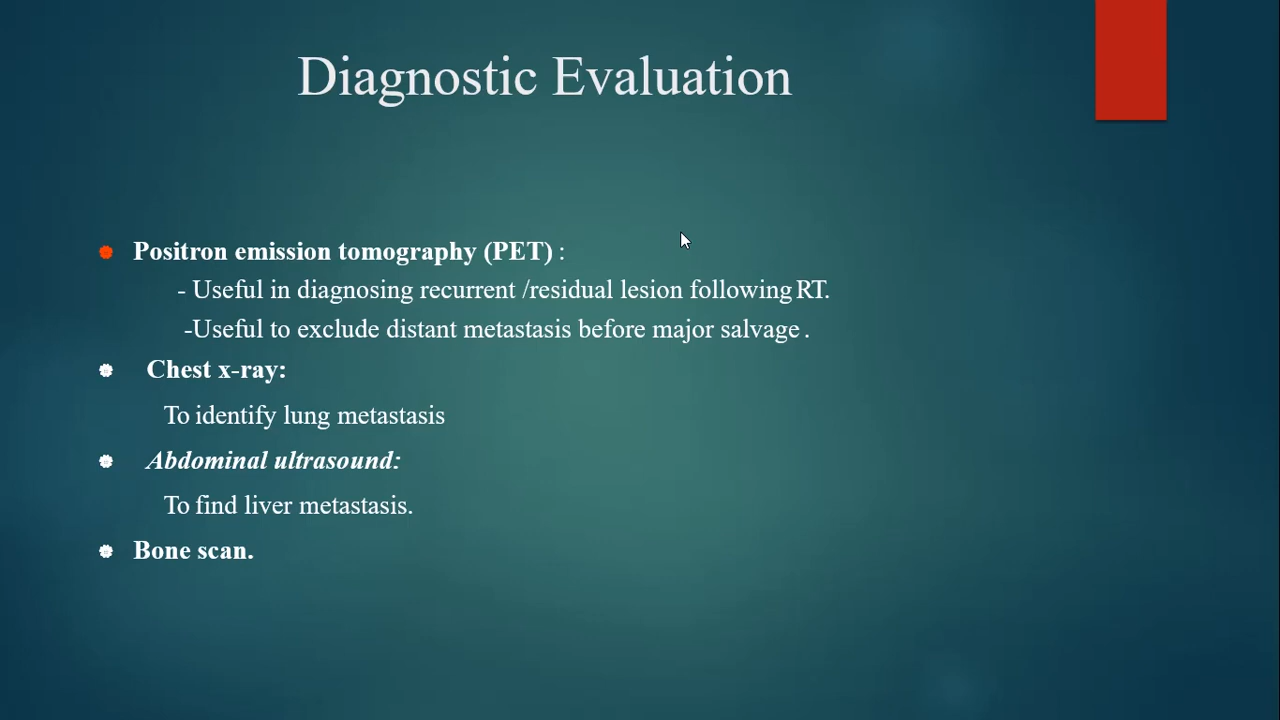 Diagnostic Evaluation
Positron emission tomography (PET) :
- Useful in diagnosing recurrent /residual lesion following RT.
-Useful to exclude distant metastasis before major salvage .
Chest x-ray:
To identify lung metastasis
Abdominal ultrasound:
To find liver metastasis.
Bone scan.